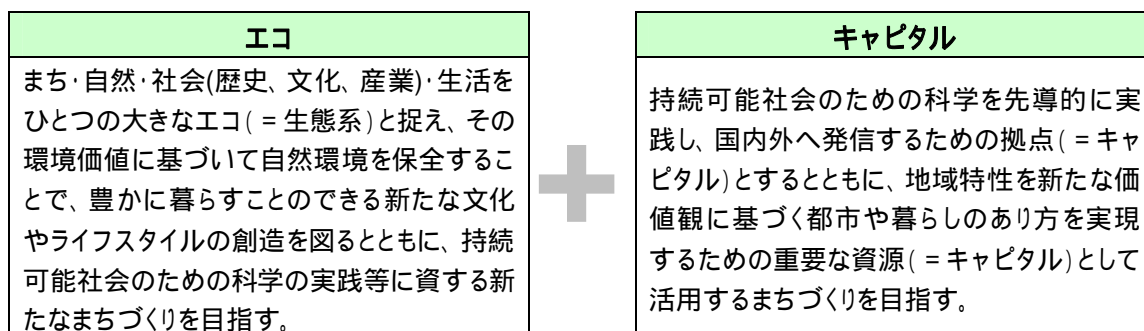 エコ
まち・自然・社会(歴史、文化、産業)・生活を
ひとつの大きなエコ(=生態系)と捉え、その
環境価値に基づいて自然環境を保全するこ
とで、豊かに暮らすことのできる新たな文化
やライフスタイルの創造を図るとともに、持続
可能社会のための科学の実践等に資する新
たなまちづくりを目指す。
キャピタル
持続可能社会のための科学を先導的に実
践し、国内外へ発信するための拠点(=キャ
ピタル)とするとともに、地域特性を新たな価
値観に基づく都市や暮らしのあり方を実現
するための重要な資源(=キャピタル)として
活用するまちづくりを目指す。